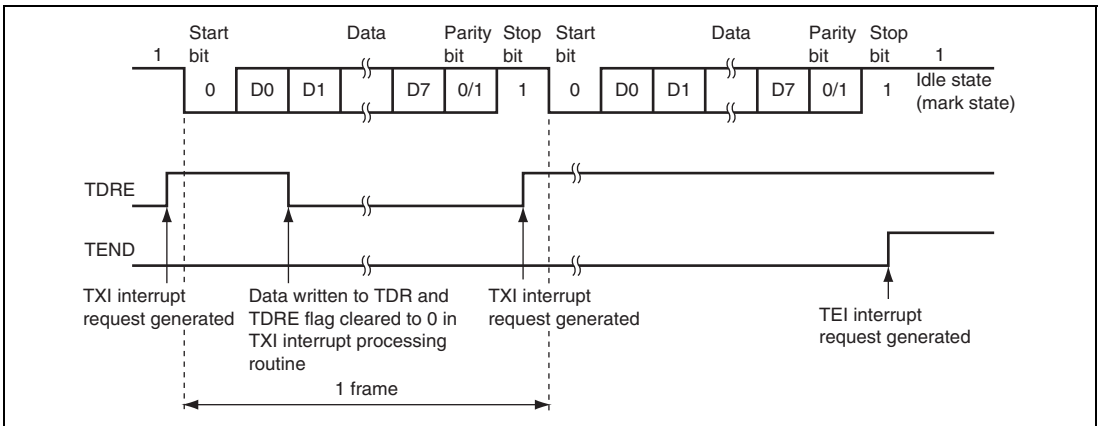 Start bit
Data
Parity bit
Stop bit
Start bit
Data
Parity bit
Stop bit
1
0
D0
D1
D7
0/1
1
0
D0
D1
D7
0/1
1
1
Idle state
(mark state)
TDRE
TEND
TXI interrupt
request generated
Data written to TDR and
TDRE flag cleared to 0 in
TXI interrupt processing
routine
TXI interrupt
request generated
TEI interrupt
request generated
1 frame